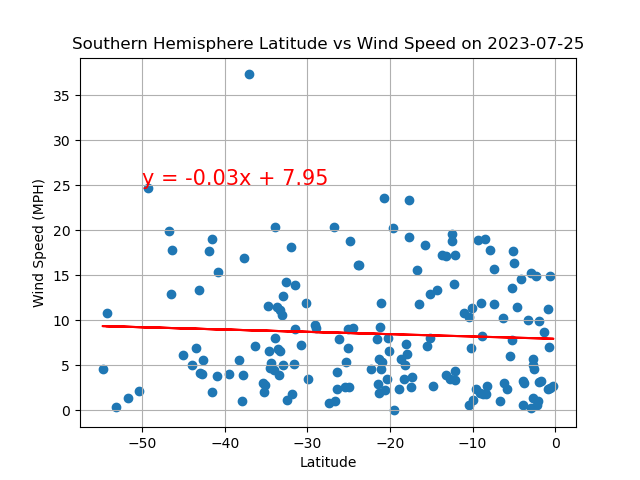 Southern Hemisphere Latitude vs Wind Speed on 2023-07-25
35
30
y = -0.03x + 7.95
25
20
15
10
5
0
Wind Speed (MPH)
−50 −40 −30 −20 −10 0
Latitude